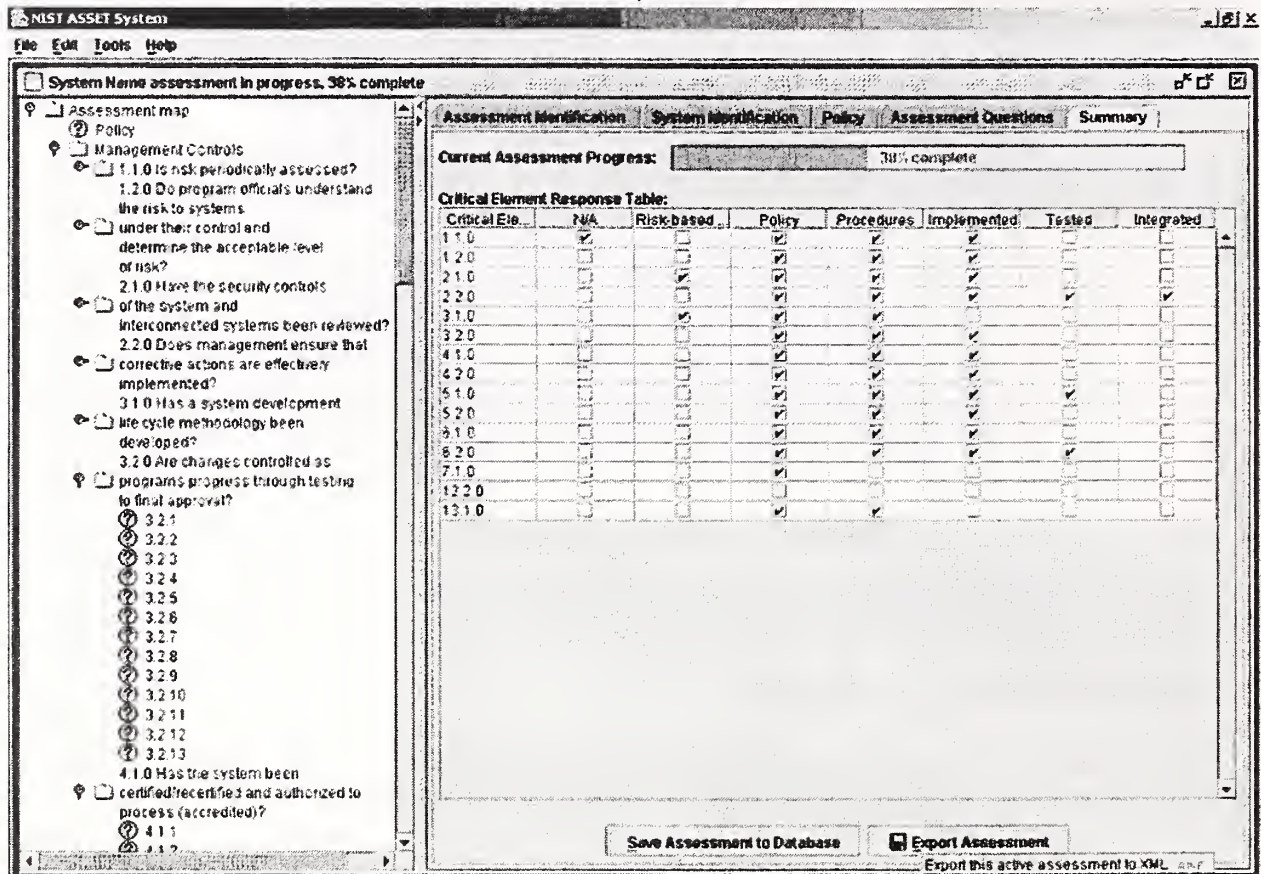 NIST ASSET System
File Edit Tools Help
System Name assessment in progress, 38% complete
Assessment map
Policy
Management Controls
1.1.0 Is risk periodically assessed?
1.2.0 Do program officials understand
the risk to systems
under their control and
determine the acceptable level
of risk?
2.1.0 Have the security controls
of the system and
interconnected systems been reviewed?
2.2.0 Does management ensure that
corrective actions are effectively
implemented?
3.1.0 Has a system development
life cycle methodology been
developed?
3.2.0 Are changes controlled as
programs progress through testing
to final approval?
3.2.1
3.2.2
3.2.3
3.2.4
3.2.5
3.2.6
3.2.7
3.2.8
3.2.9
3.2.10
3.2.11
3.2.12
3.2.13
4.1.0 Has the system been
certified/recertified and authorized to
process (accredited)?
4.1.1
4.1.2
Assessment Identification System Identification Policy Assessment Questions Summary
Current Assessment Progress: 38% complete
Critical Element Response Table:
Critical Ele... N/A Risk-based ... Policy Procedures Implemented Tested Integrated
1.1.0
1.2.0
2.1.0
2.2.0
3.1.0
3.2.0
4.1.0
4.2.0
5.1.0
5.2.0
6.1.0
6.2.0
7.1.0
12.2.0
13.1.0
Save Assessment to Database Export Assessment
Export this active assessment to XML